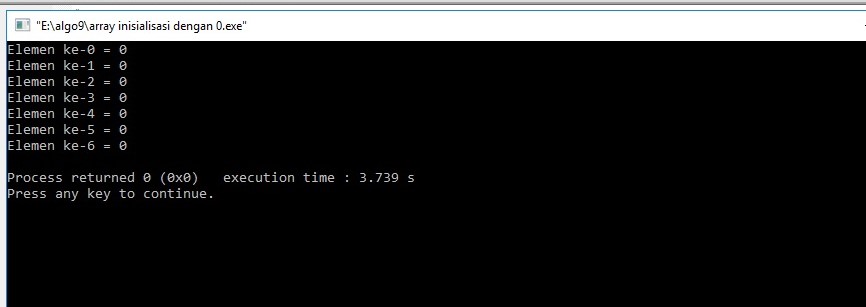 "E:\algo9\array inisialisasi dengan 0.exe"
Elemen ke-0 = 0
Elemen ke-1 = 0
Elemen ke-2 = 0
Elemen ke-3 = 0
Elemen ke-4 = 0
Elemen ke-5 = 0
Elemen ke-6 = 0
Process returned 0 (0x0)   execution time : 3.739 s
Press any key to continue.